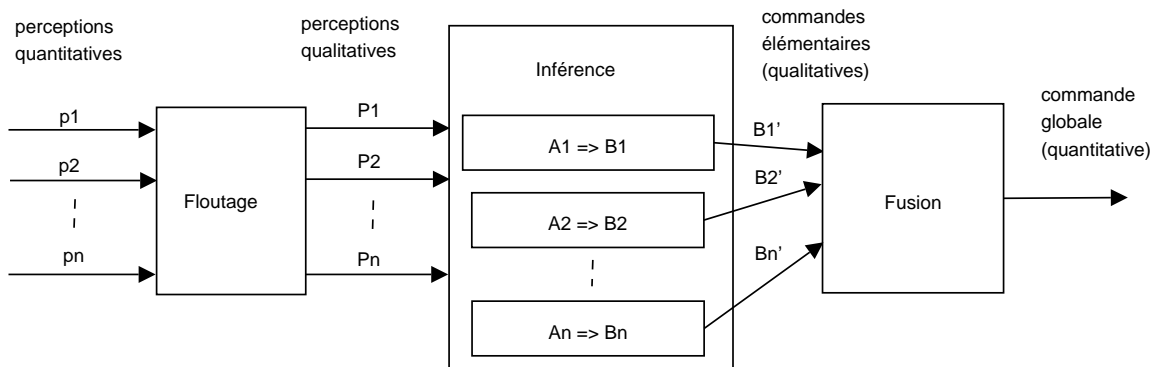 perceptions
quantitatives
perceptions
qualitatives
commandes
élémentaires
(qualitatives)
commande
globale
(quantitative)
p1
p2
pn
Floutage
P1
P2
Pn
Inférence
A1 => B1
A2 => B2
An => Bn
B1’
B2’
Bn’
Fusion